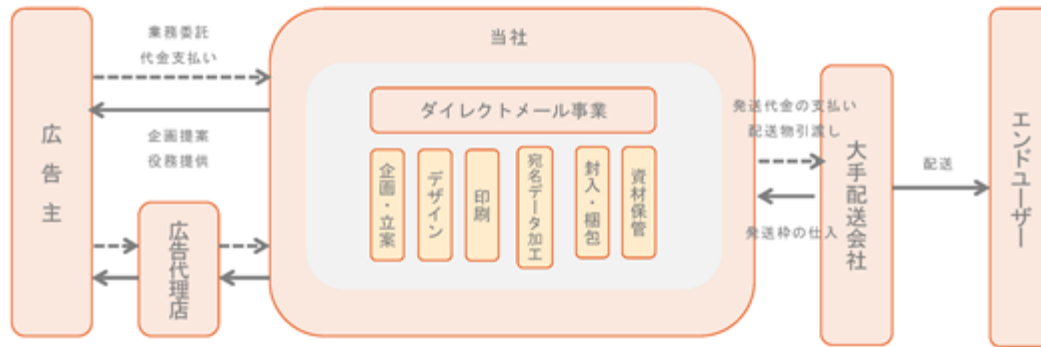 業務委託
代金支払い
当社
ダイレクトメール事業
発送代金の支払い
配送物引渡し
広告主
企画提案
役務提供
企画・立案
デザイン
印刷
宛名データ加工
封入・梱包
資材保管
大手配送会社
配送
エンドユーザー
広告代理店
発送枠の仕入